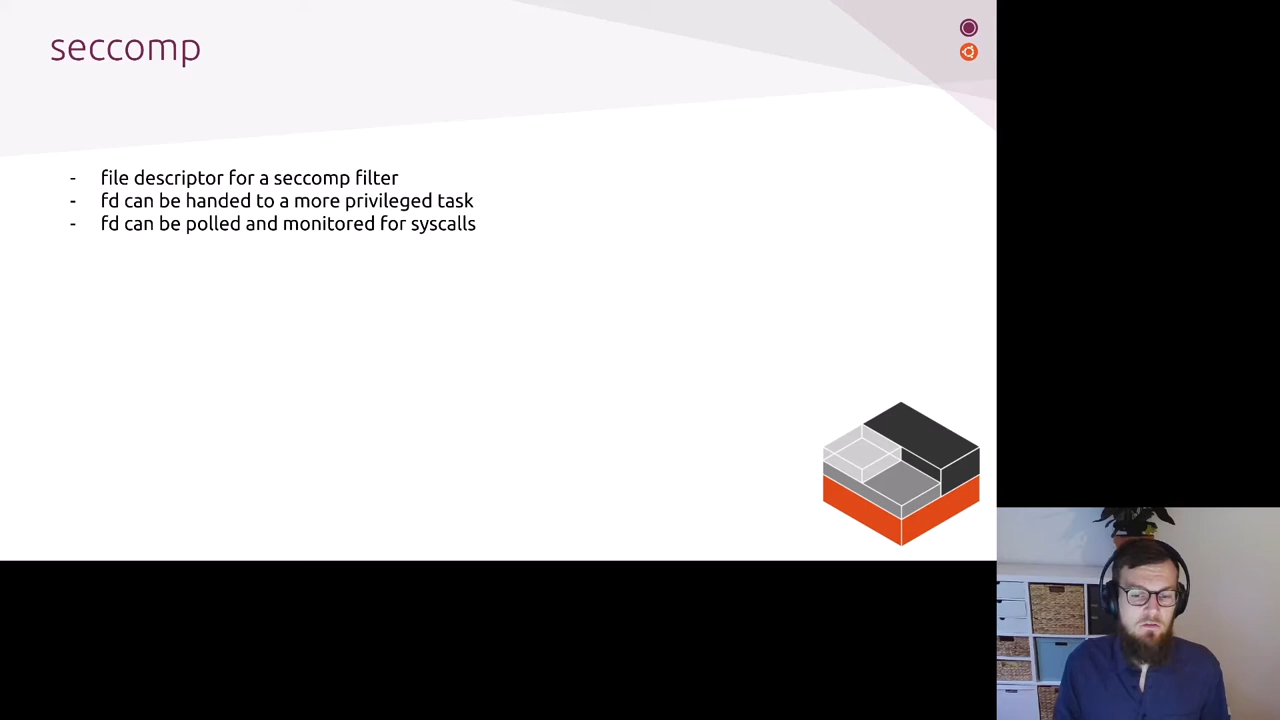 seccomp
- file descriptor for a seccomp filter
- fd can be handed to a more privileged task
- fd can be polled and monitored for syscalls